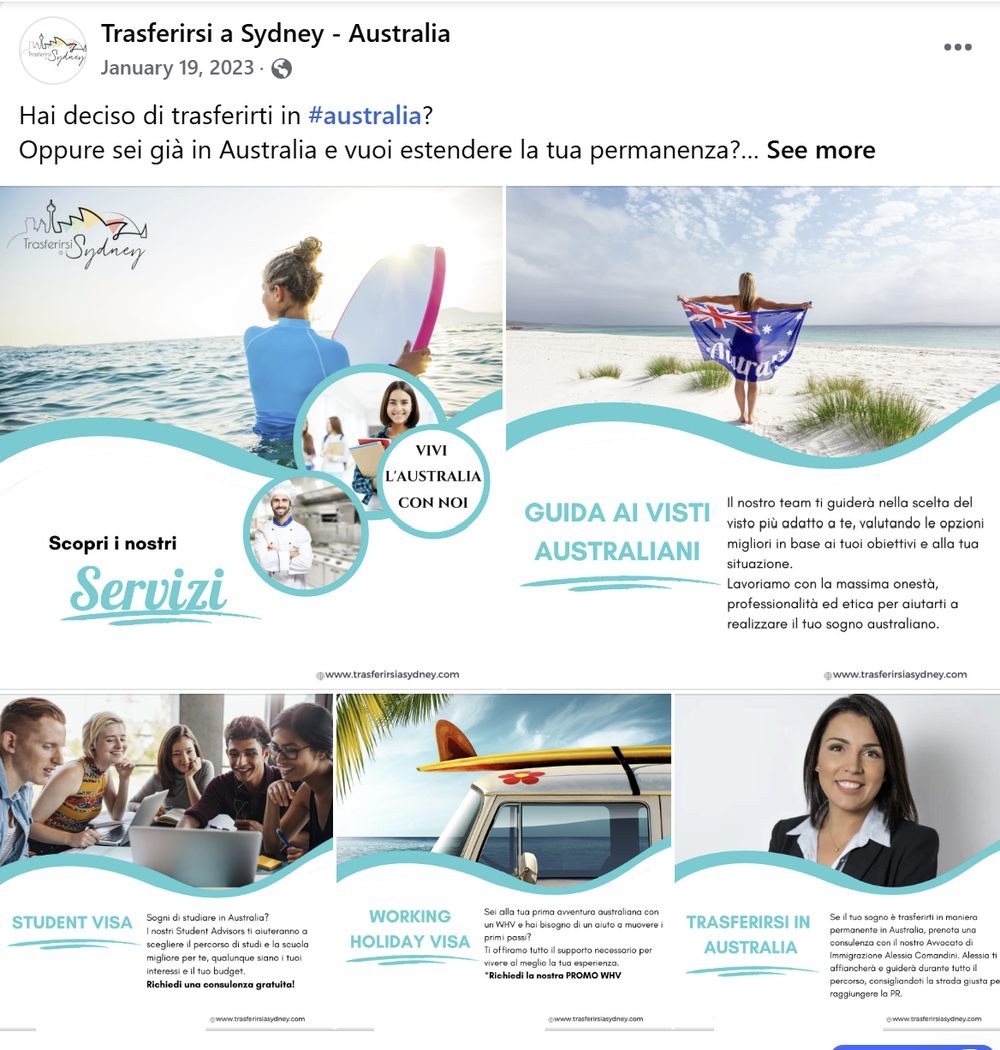 Trasferirsi a Sydney - Australia
January 19, 2023 ·
Hai deciso di trasferirti in #australia?
Oppure sei già in Australia e vuoi estendere la tua permanenza?... See more
Trasferirsi
a Sydney
VIVI
L'AUSTRALIA
CON NOI
Scopri i nostri
Servizi
www.trasferirsiasydney.com
GUIDA AI VISTI
AUSTRALIANI
Il nostro team ti guiderà nella scelta del
visto più adatto a te, valutando le opzioni
migliori in base ai tuoi obiettivi e alla tua
situazione.
Lavoriamo con la massima onestà,
professionalità ed etica per aiutarti a
realizzare il tuo sogno australiano.
www.trasferirsiasydney.com
STUDENT VISA
Sogni di studiare in Australia?
I nostri Student Advisors ti aiuteranno a
scegliere il percorso di studi e la scuola
migliore per te, qualunque siano i tuoi
interessi e il tuo budget.
Richiedi una consulenza gratuita!
www.trasferirsiasydney.com
WORKING
HOLIDAY VISA
Sei alla tua prima avventura australiana con
un WHV e hai bisogno di un aiuto a muovere i
primi passi?
Ti offiramo tutto il supporto necessario per
vivere al meglio la tua esperienza.
*Richiedi la nostra PROMO WHV
www.trasferirsiasydney.com
TRASFERIRSI IN
AUSTRALIA
Se il tuo sogno è trasferirti in maniera
permanente in Australia, prenota una
consulenza con il nostro Avvocato di
Immigrazione Alessia Comandini. Alessia ti
affiancherà e guiderà durante tutto il
percorso, consigliandoti la strada giusta pe
raggiungere la PR.
www.trasferirsiasydney.com